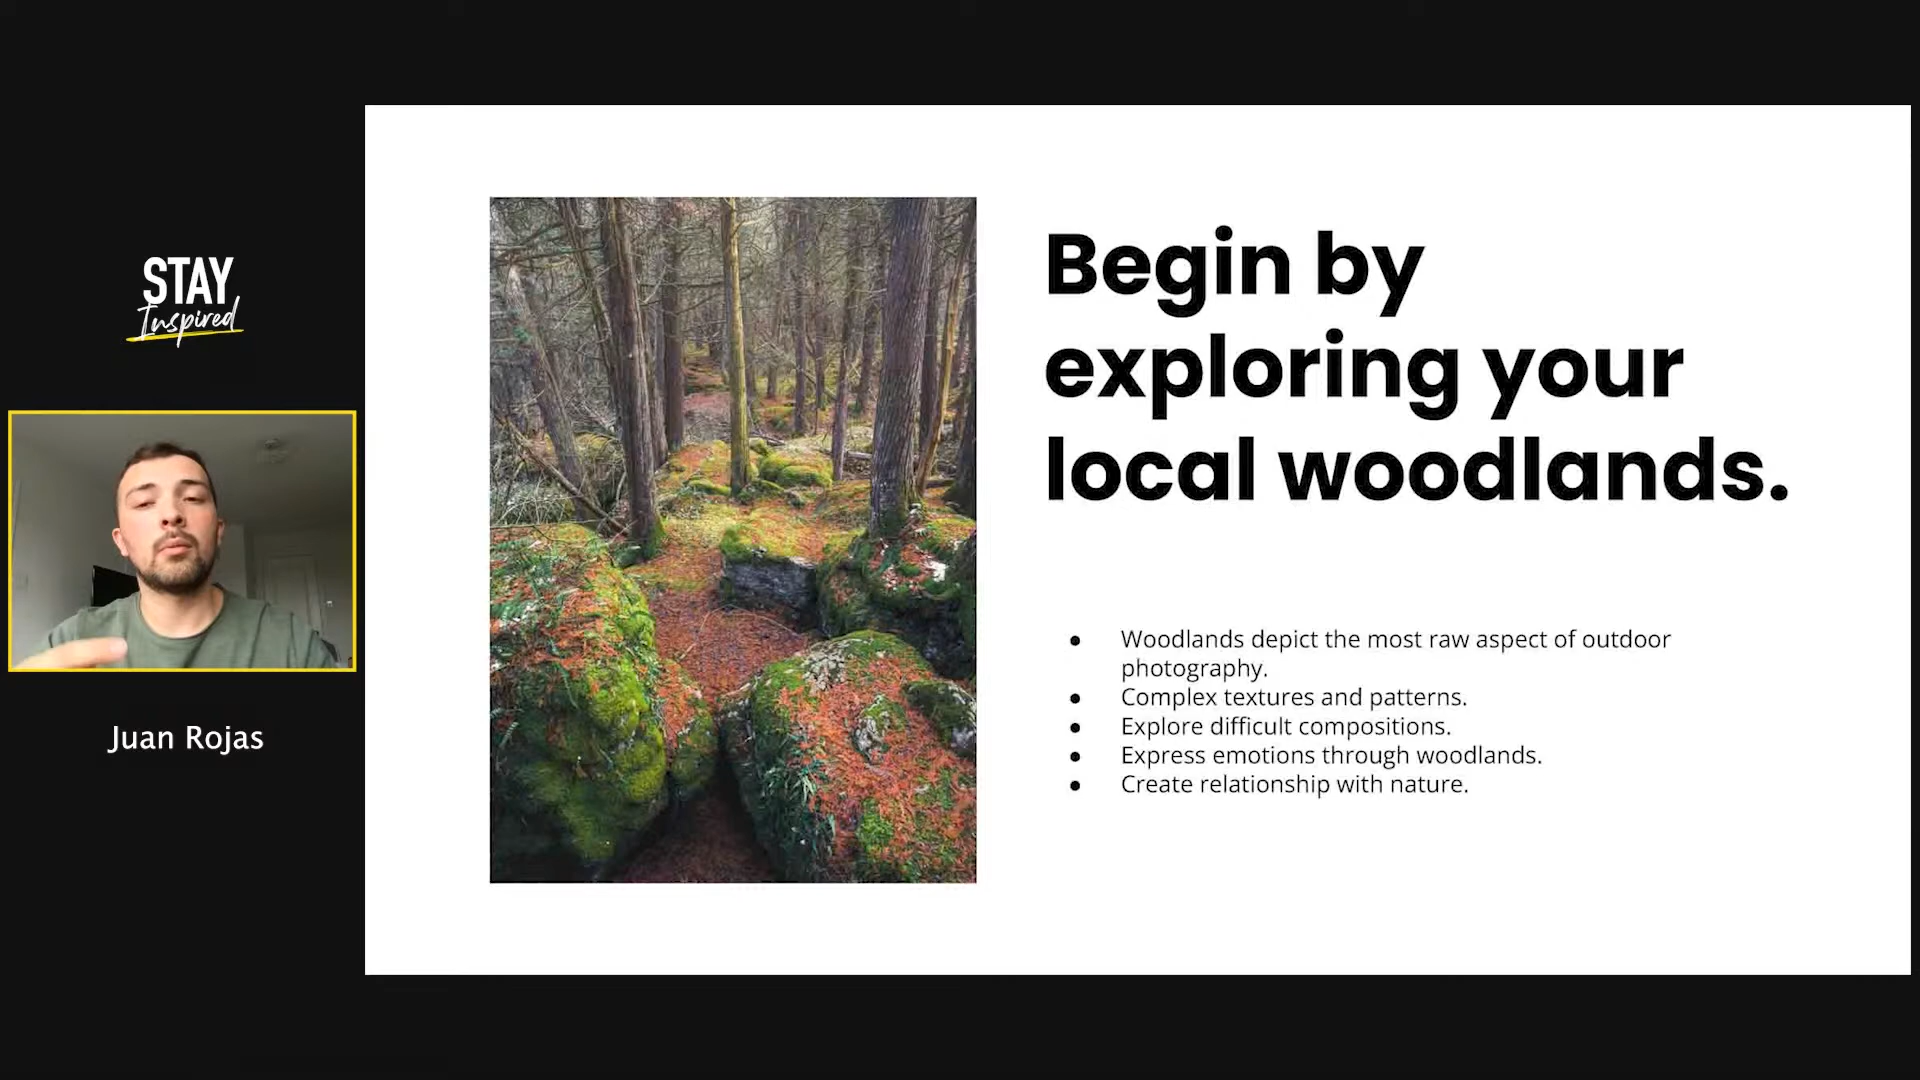 STAY
Inspired
Juan Rojas
Begin by
exploring your
local woodlands.
● Woodlands depict the most raw aspect of outdoor
photography.
● Complex textures and patterns.
● Explore difficult compositions.
● Express emotions through woodlands.
● Create relationship with nature.